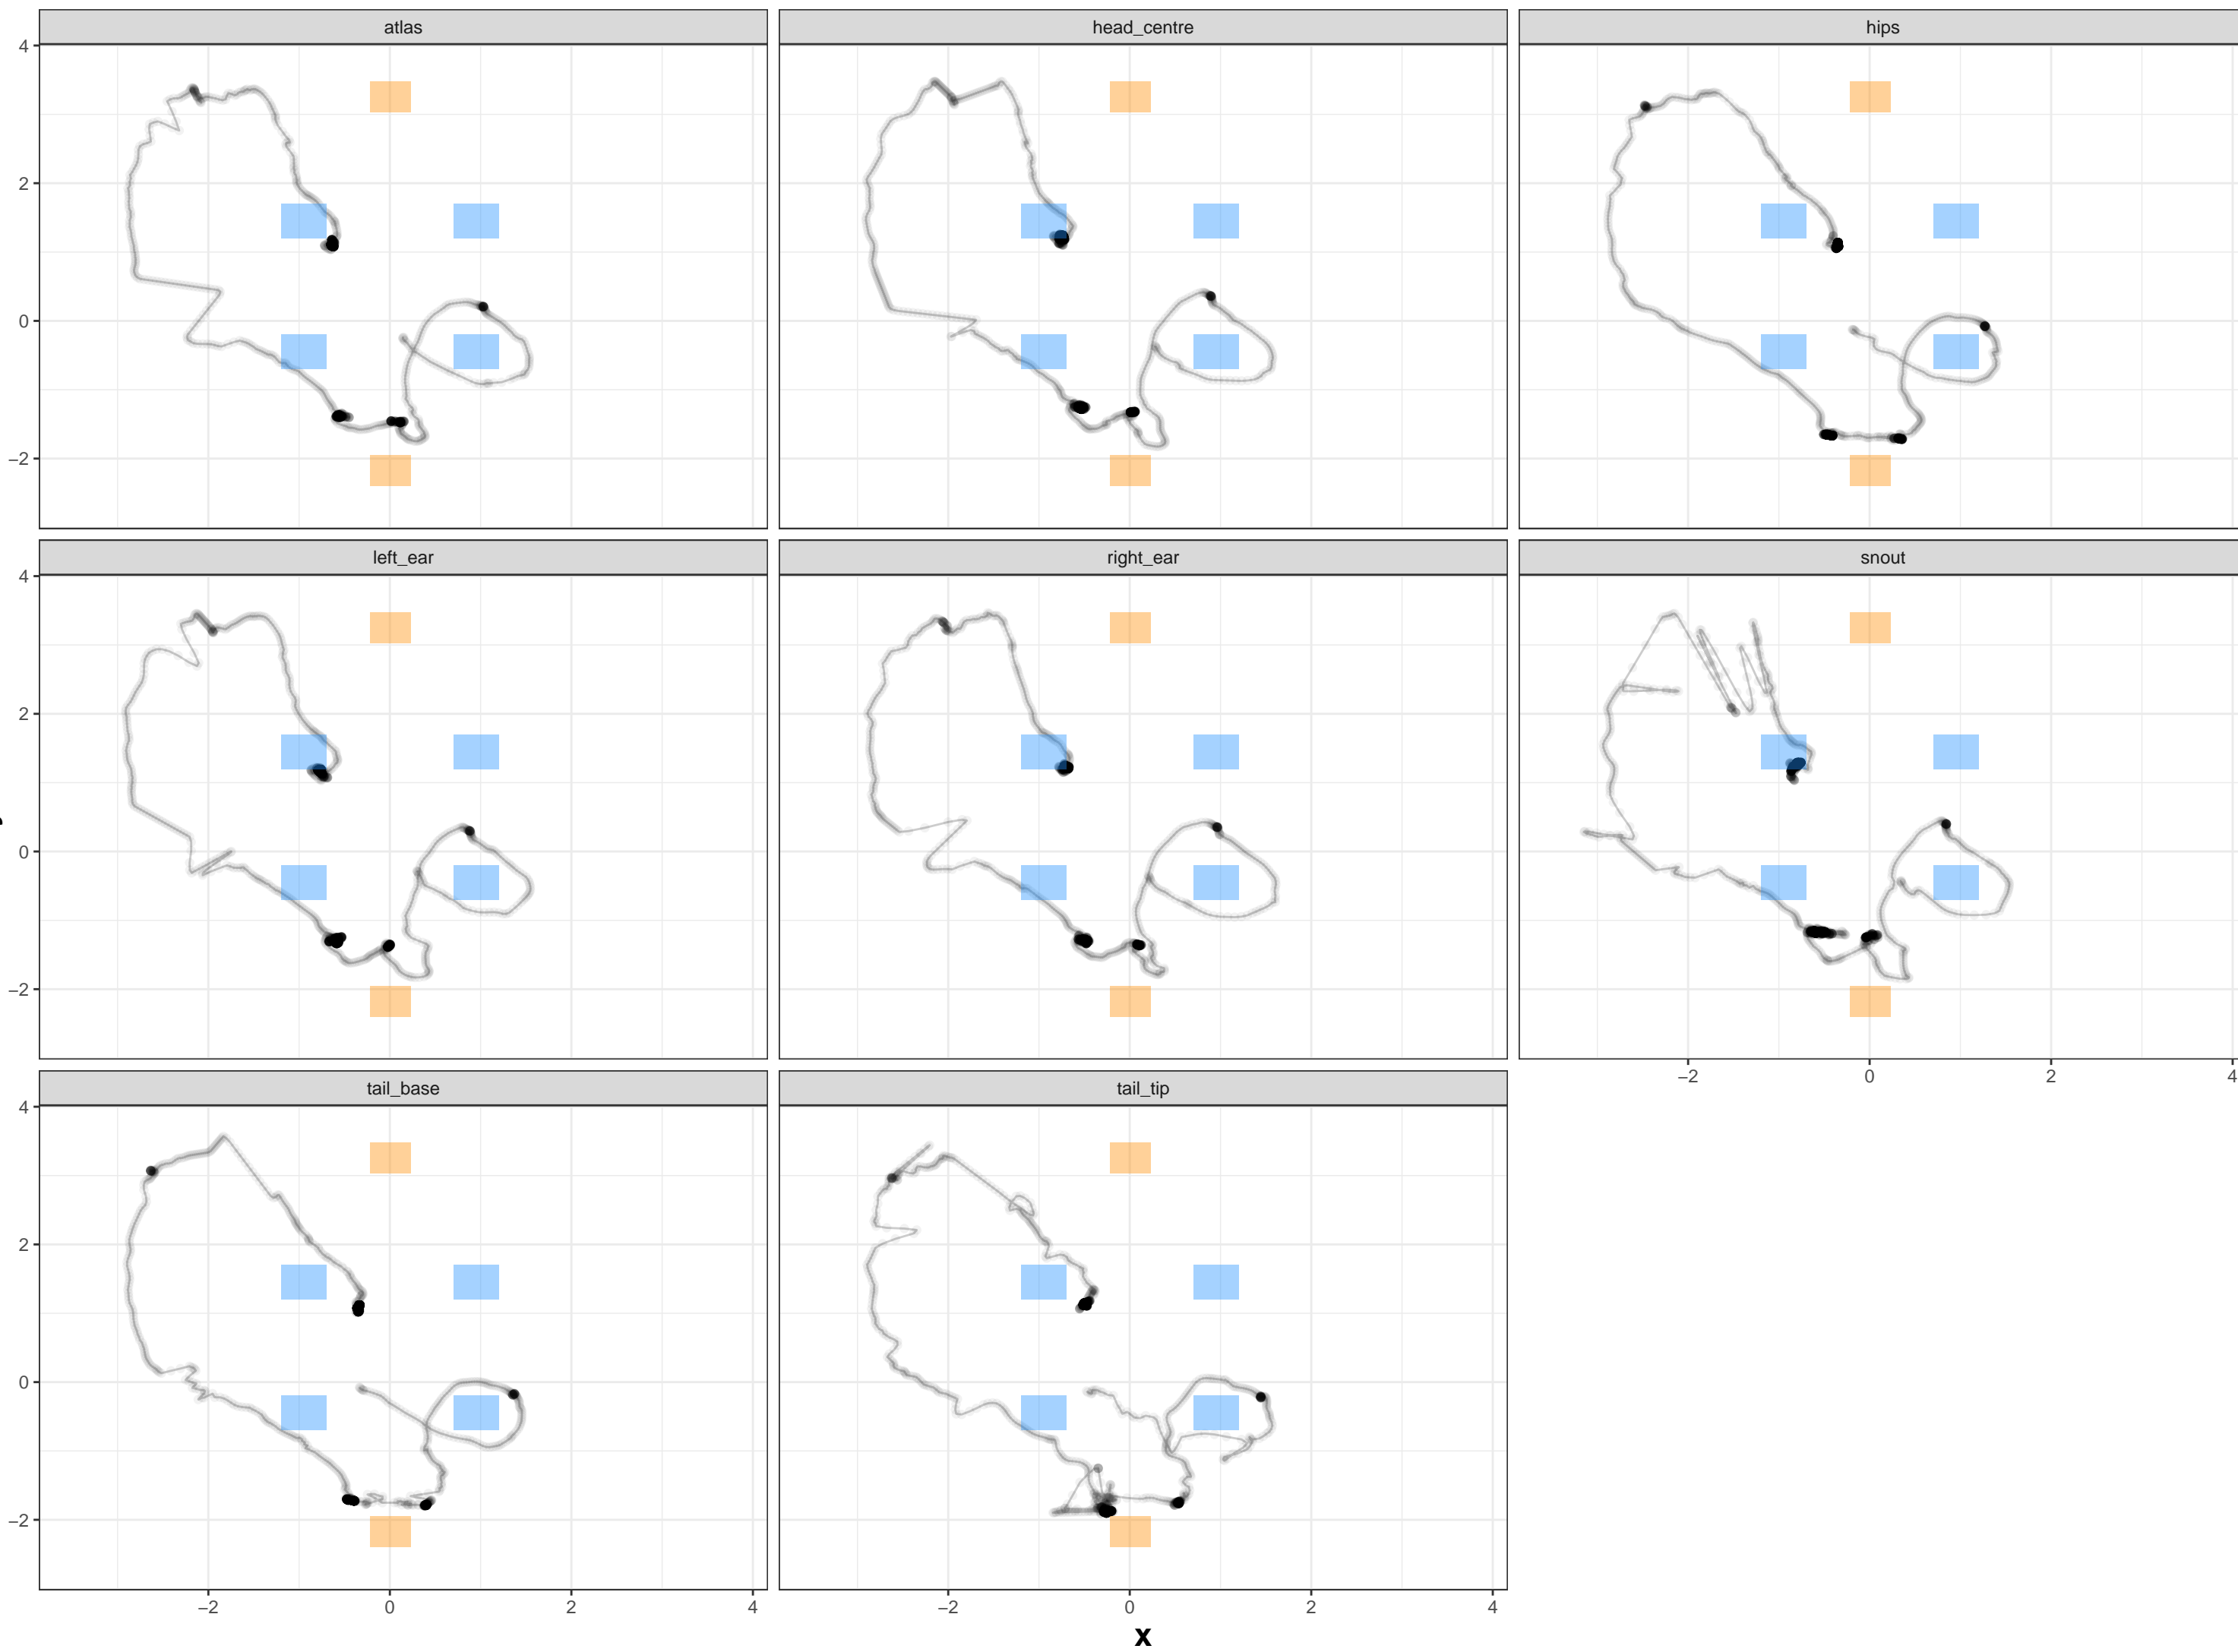 atlas head_centre hips
4
2
0
−2
left_ear right_ear snout
4
2
0
−2
−2 0 2 4
tail_base tail_tip
4
2
0
−2
−2 0 2 4 −2 0 2 4
x